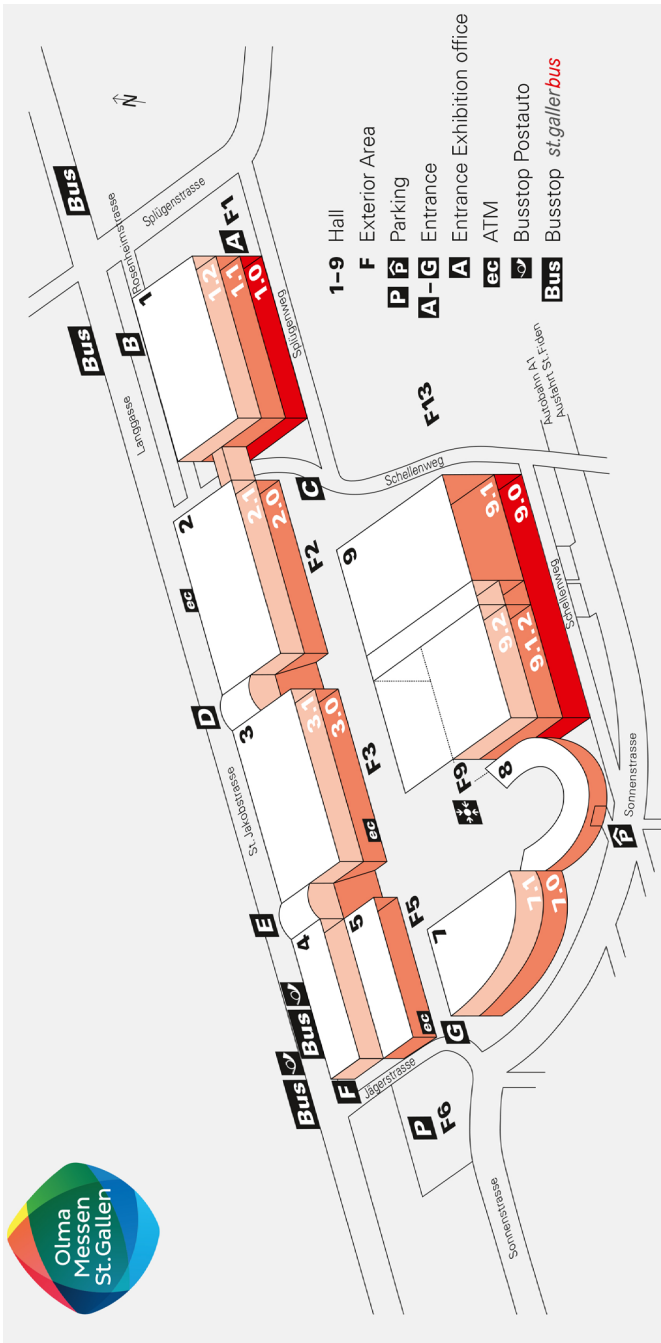 Olma
Messen
St.Gallen
N
Bus
Bus
Bus
Bus
Rosenheimstrasse
Splügenstrasse
Langgasse
St. Jakobstrasse
Splügenweg
Schellenweg
Schellenweg
Jägerstrasse
Sonnenstrasse
Sonnenstrasse
Autobahn A1
Ausfahrt St. Fiden
A F1
B
C
D
E
F
G
1
1.2
1.1
1.0
2
ec
2.1
2.0
F2
3
3.1
3.0
F3
ec
4
5
F5
ec
P
F6
7
7.1
7.0
8
F9
9
9.2
9.1.2
9.1
9.0
F13
P
1–9 Hall
F Exterior Area
P P Parking
A–G Entrance
A Entrance Exhibition office
ec ATM
Busstop Postauto
Bus Busstop st.gallerbus